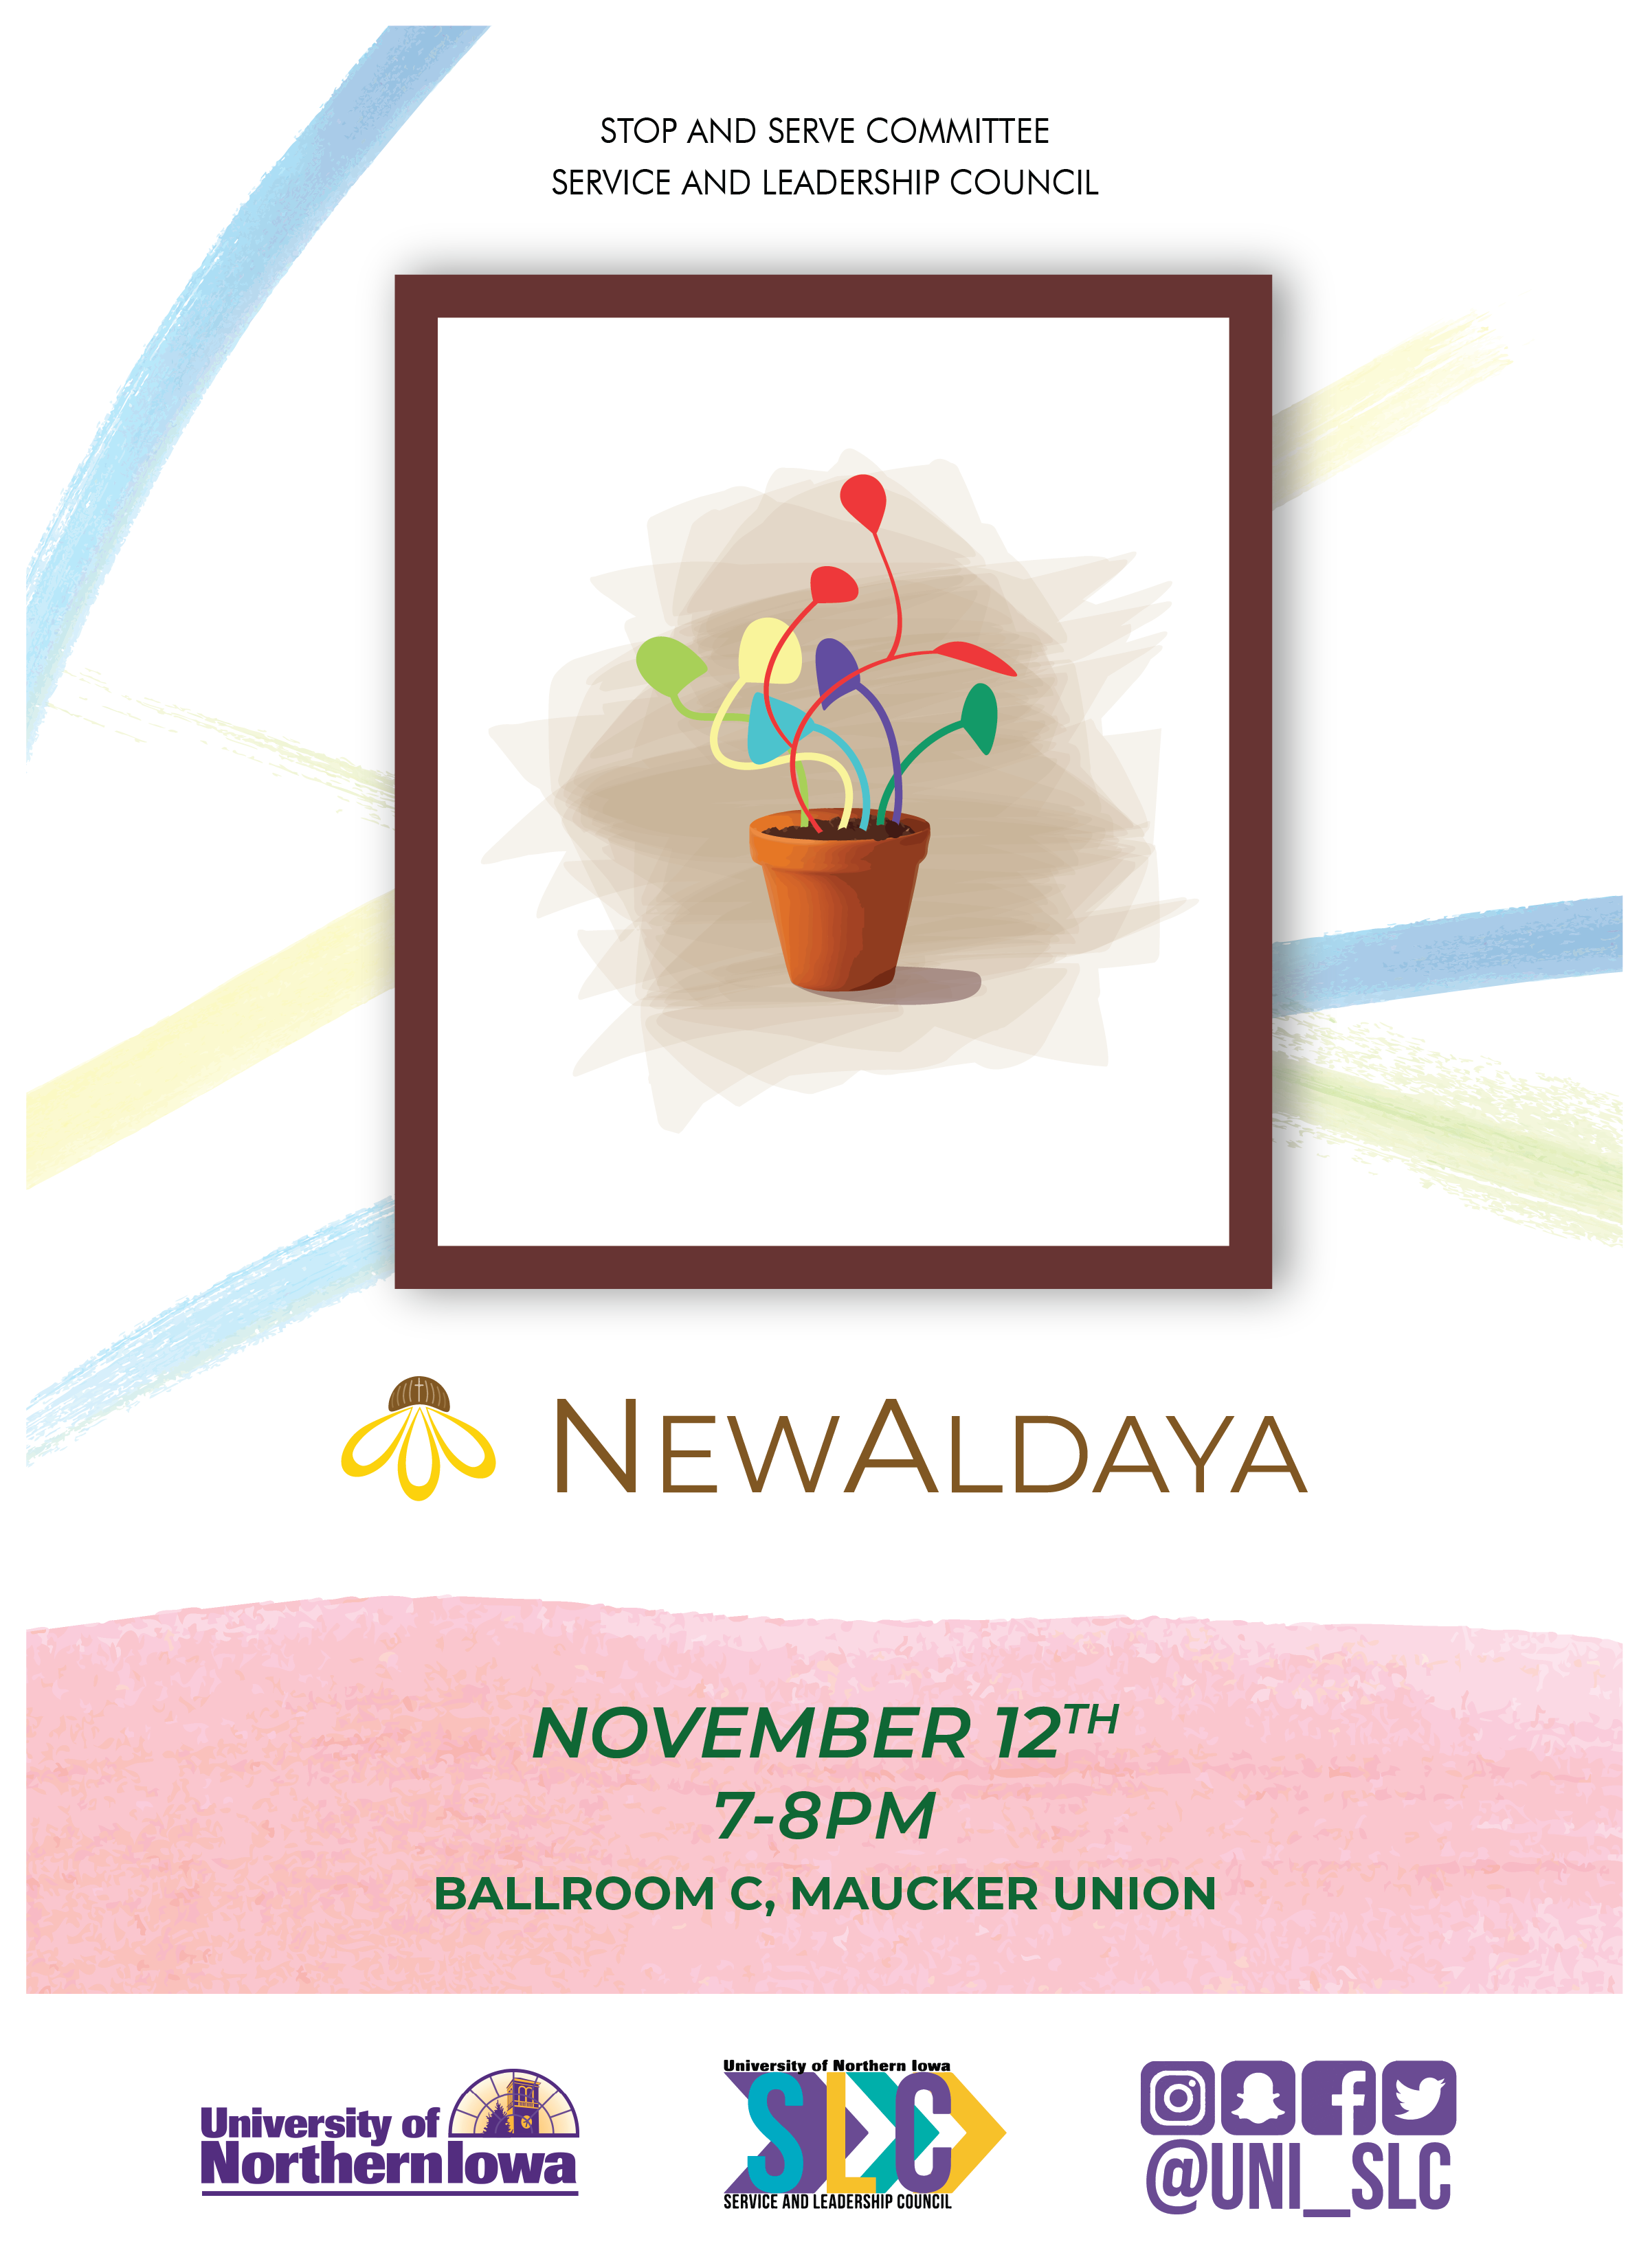 STOP AND SERVE COMMITTEE
SERVICE AND LEADERSHIP COUNCIL
NEWALDAYA
NOVEMBER 12TH
7-8PM
BALLROOM C, MAUCKER UNION
University of
Northern Iowa
University of Northern Iowa
SLC
SERVICE AND LEADERSHIP COUNCIL
@UNI_SLC